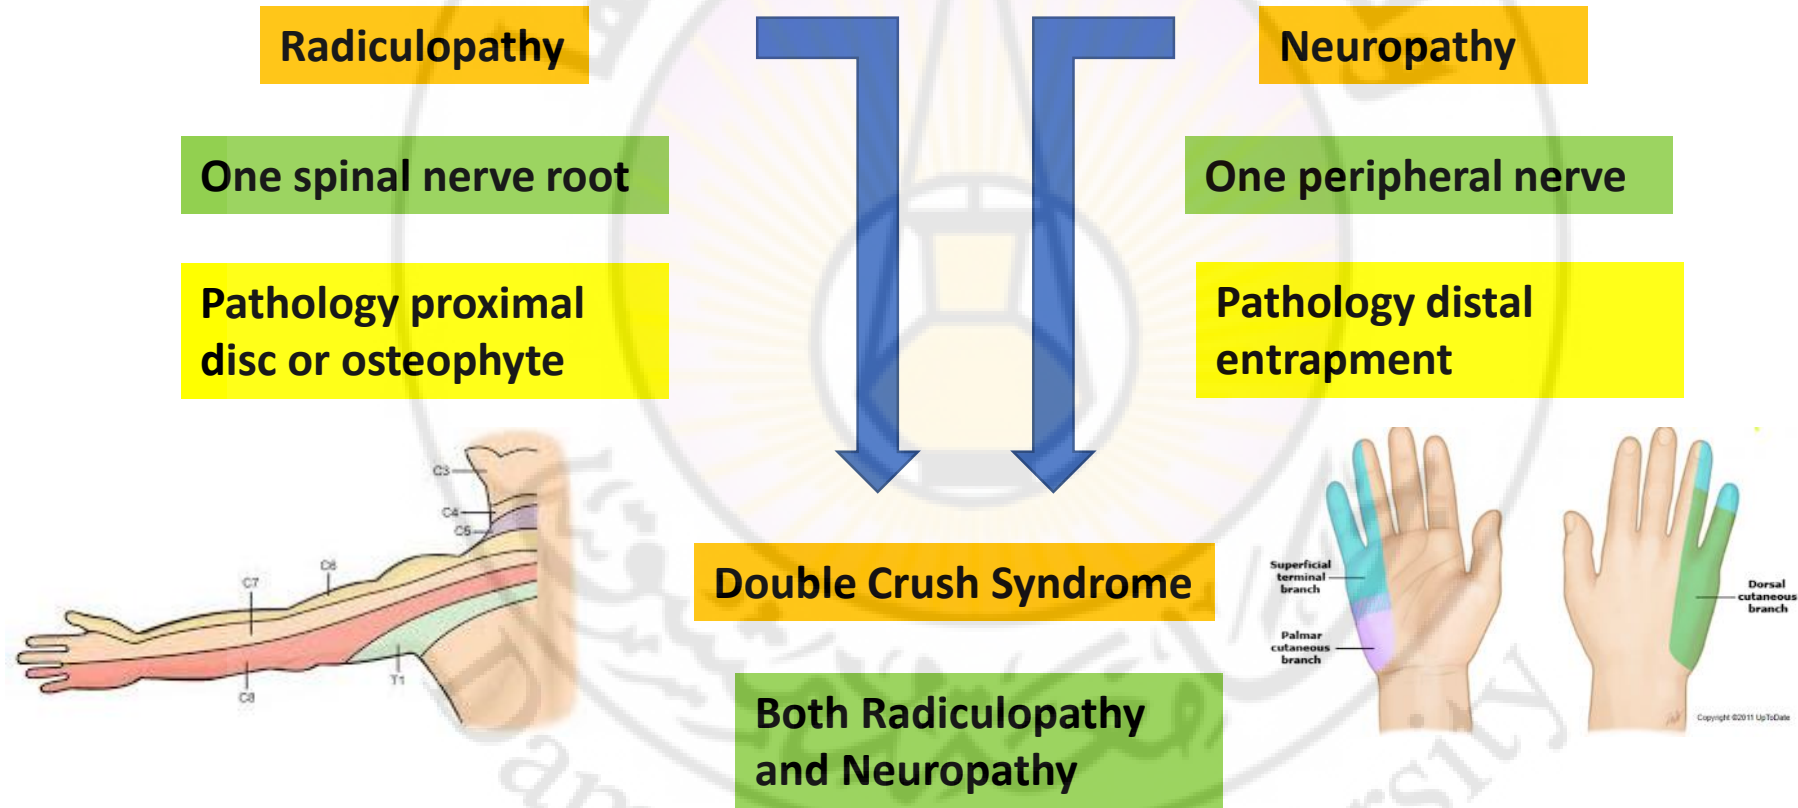 Radiculopathy
Neuropathy
One spinal nerve root
One peripheral nerve
Pathology proximal
disc or osteophyte
Pathology distal
entrapment
C3
C4
C5
C6
C7
C8
T1
Double Crush Syndrome
Both Radiculopathy
and Neuropathy
Superficial
terminal
branch
Palmar
cutaneous
branch
Dorsal
cutaneous
branch
Copyright ©2011 UpToDate